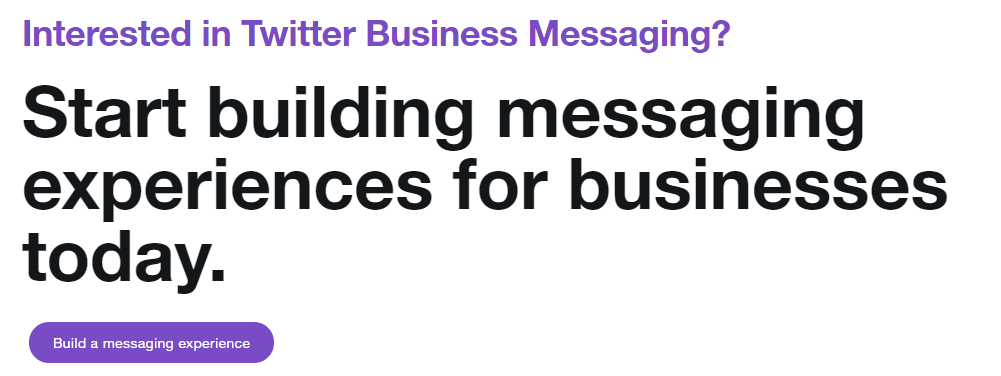 Interested in Twitter Business Messaging?
Start building messaging
experiences for businesses
today.
Build a messaging experience